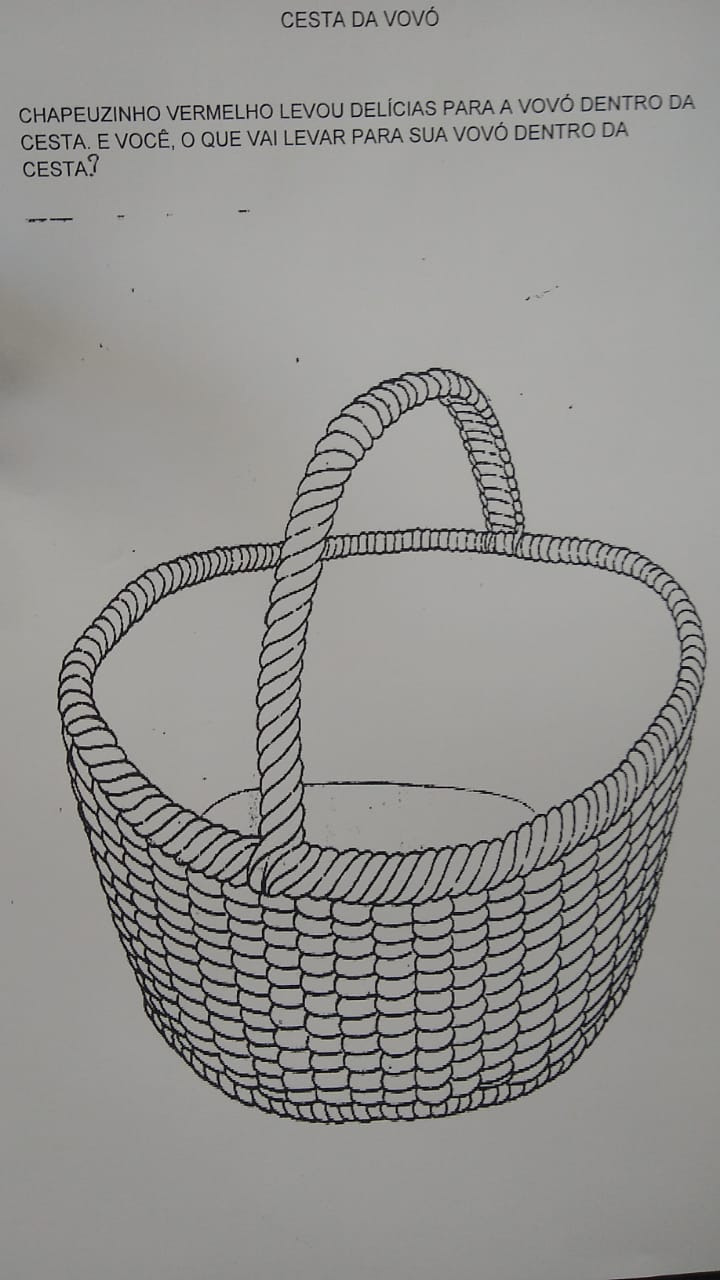 CESTA DA VOVÓ
CHAPEUZINHO VERMELHO LEVOU DELÍCIAS PARA A VOVÓ DENTRO DA
CESTA. E VOCÊ, O QUE VAI LEVAR PARA SUA VOVÓ DENTRO DA
CESTA?